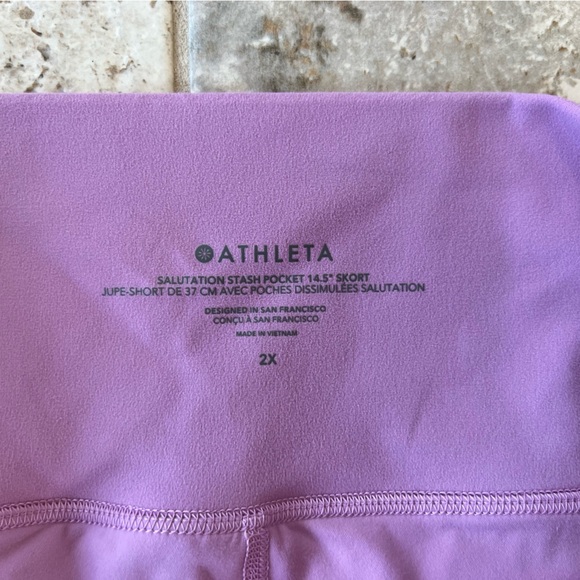 ATHLETA
SALUTATION STASH POCKET 14.5" SKORT
JUPE-SHORT DE 37 CM AVEC POCHES DISSIMULÉES SALUTATION
DESIGNED IN SAN FRANCISCO
CONÇU À SAN FRANCISCO
MADE IN VIETNAM
2X